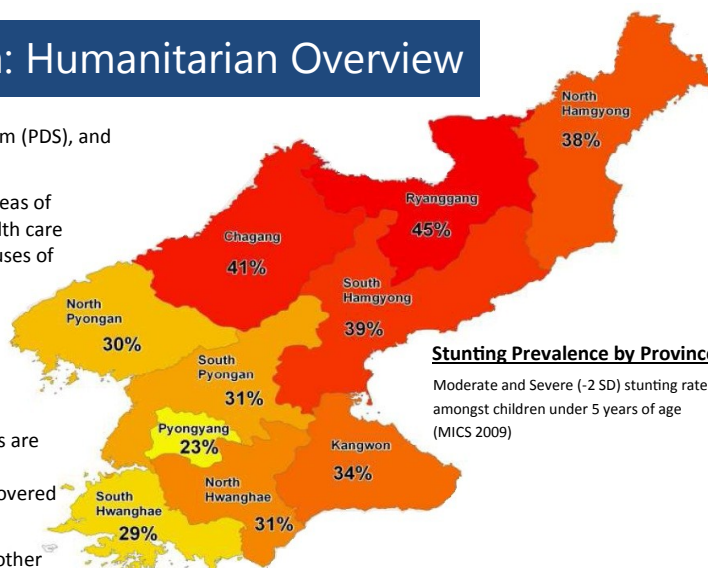 : Humanitarian Overview
m (PDS), and
eas of
lth care
uses of
s are
overed
other
North
Hamgyong
38%
Ryanggang
45%
Chagang
41%
South
Hamgyong
39%
North
Pyongan
30%
South
Pyongan
31%
Pyongyang
23%
Kangwon
34%
North
Hwanghae
31%
South
Hwanghae
29%
Stunting Prevalence by Province
Moderate and Severe (-2 SD) stunting rate
amongst children under 5 years of age
(MICS 2009)